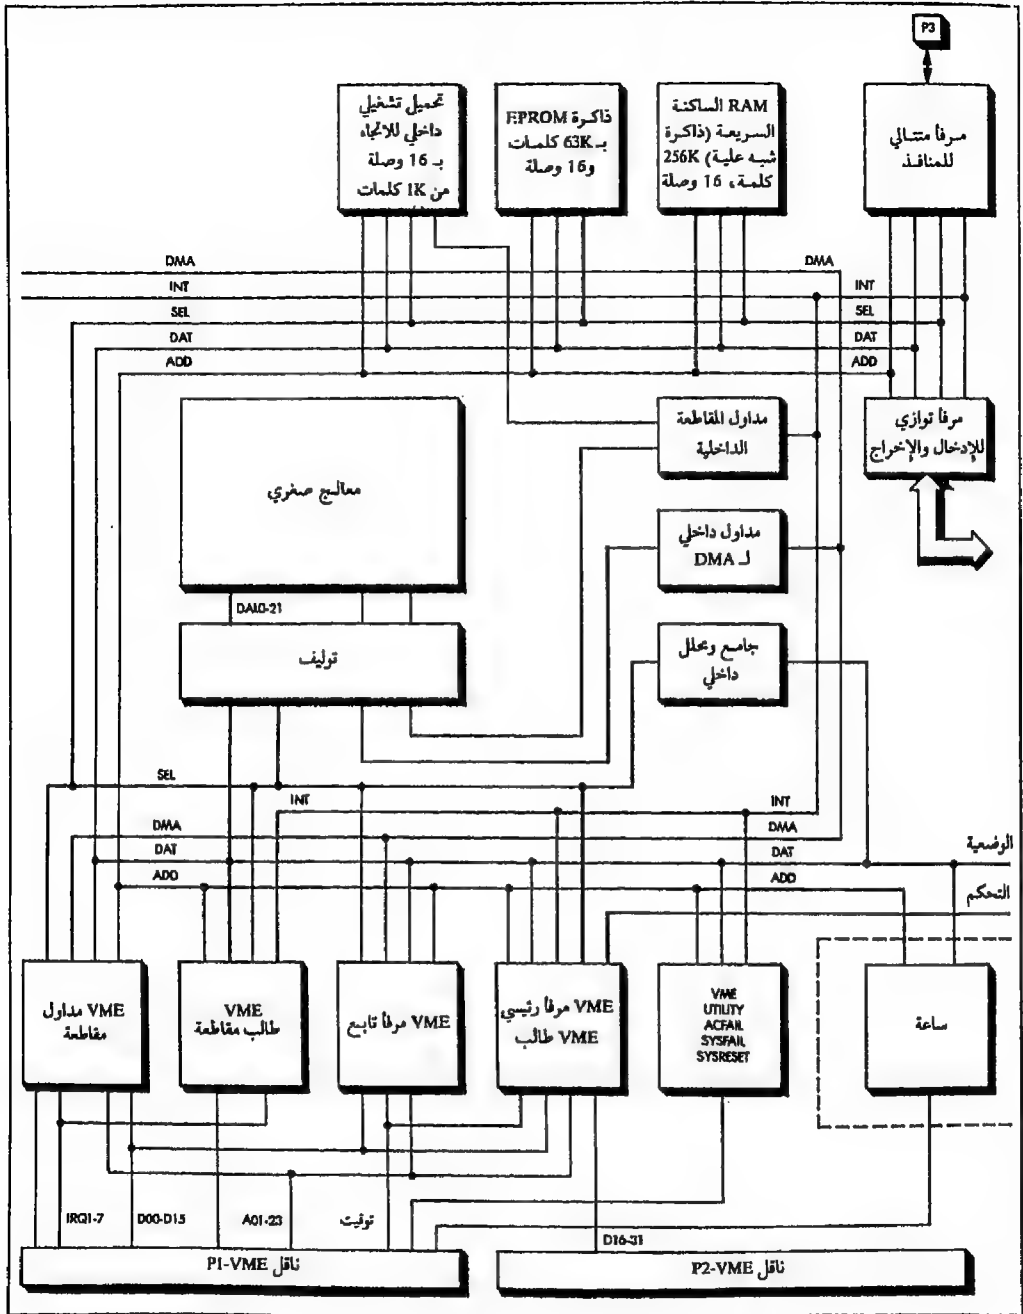 P3
تحميل تشغيلي
داخلي للاتجاه
بـ 16 وصلة
من 1K كلمات
ذاكرة EPROM
بـ 63K كلمات
و16 وصلة
RAM الساكنة
السريعة (ذاكرة
شبه علبة) 256K
كلمة، 16 وصلة
مرفأ متتالي
للمنافذ
DMA
DMA
INT
INT
SEL
SEL
DAT
DAT
ADD
ADD
معالج صغري
مداول المقاطعة
الداخلية
مرفأ توازي
للإدخال والإخراج
مداول داخلي
لـ DMA
DAL0-21
توليف
جامع ومحلل
داخلي
SEL
INT
INT
DMA
DMA
DAT
DAT
الوضعية
ADD
ADD
التحكم
VME مداول
مقاطعة
VME
طالب مقاطعة
VME مرفأ تابع
VME مرفأ رئيسي
VME طالب
VME
UTILITY
ACFAIL
SYSFAIL
SYSRESET
ساعة
IRQ1-7
D00-D15
A01-23
توقيت
D16-31
ناقل P1-VME
ناقل P2-VME